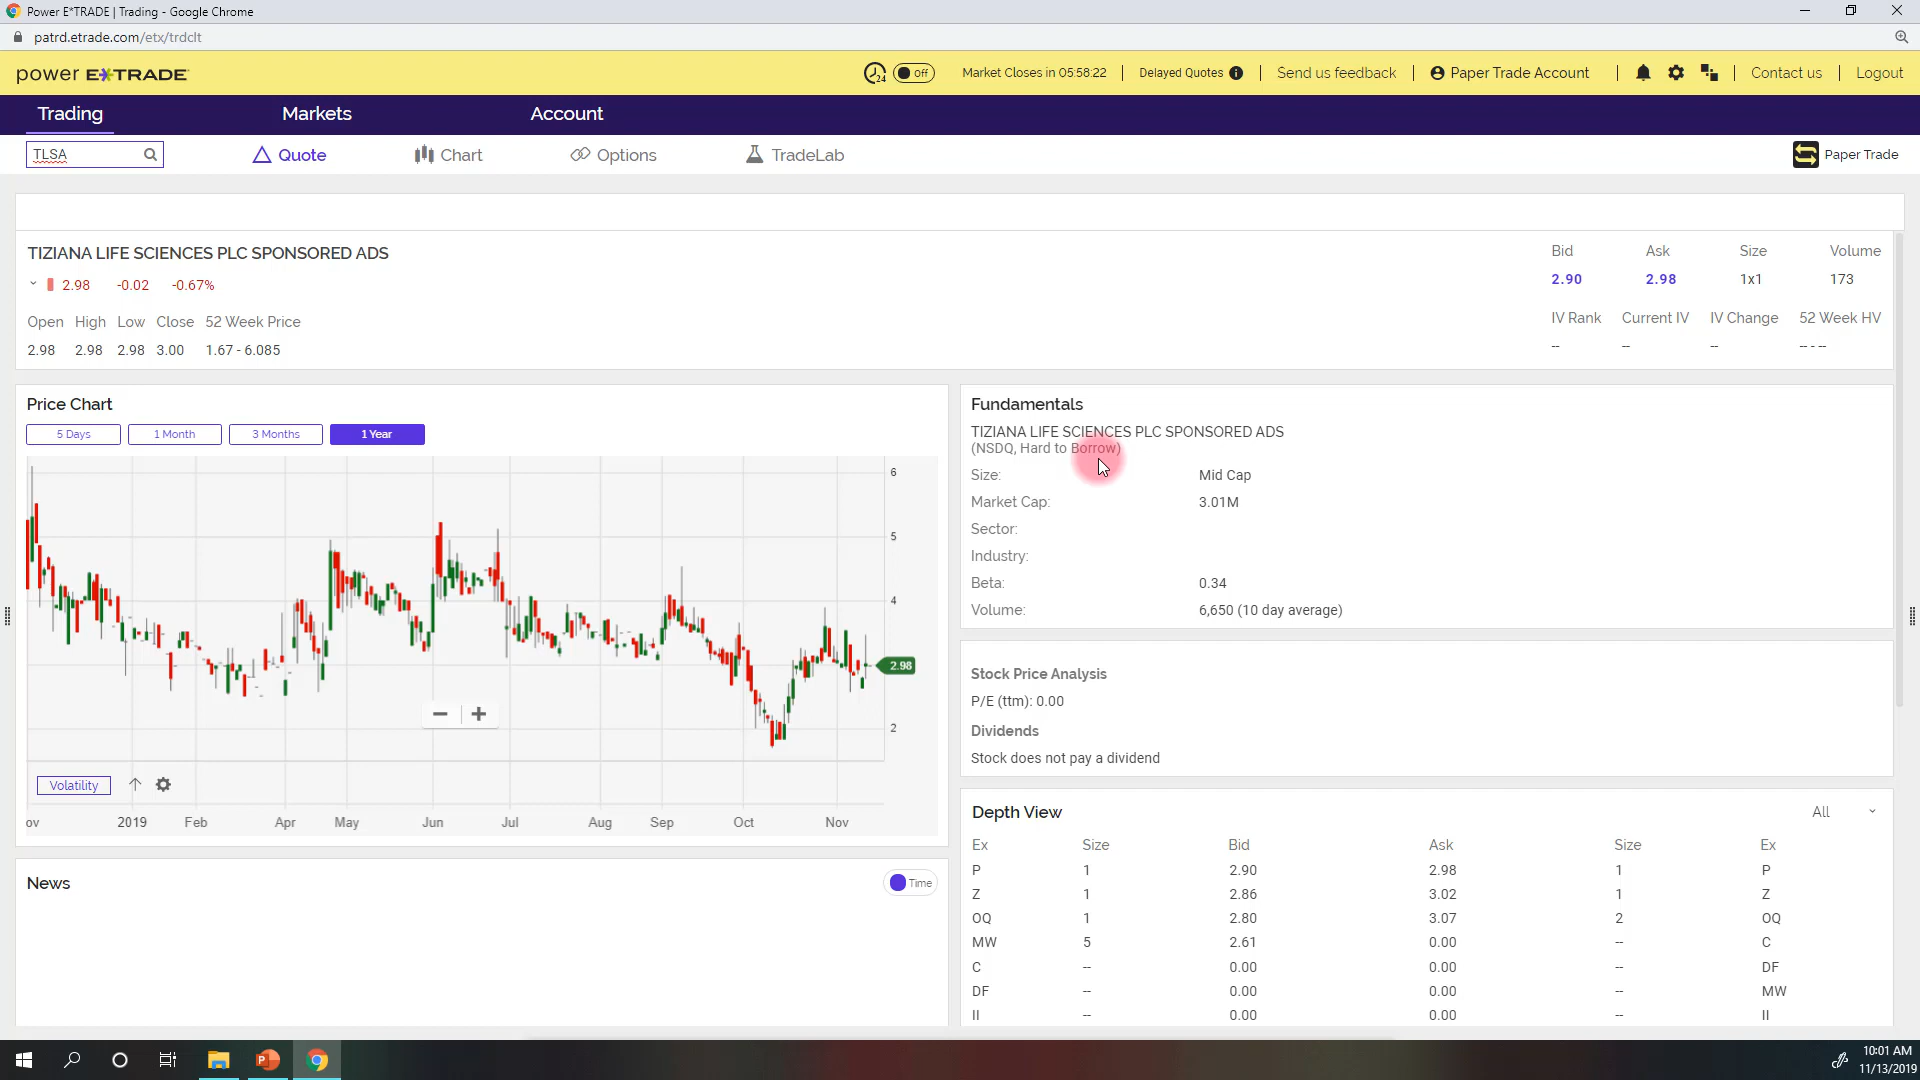 Power E*TRADE | Trading - Google Chrome
patrd.etrade.com/etx/trdclt
power E*TRADE
24 off Market Closes in 05:58:22 Delayed Quotes Send us feedback Paper Trade Account Contact us Logout
Trading Markets Account
TLSA Quote Chart Options TradeLab Paper Trade
TIZIANA LIFE SCIENCES PLC SPONSORED ADS
2.98 -0.02 -0.67%
Open High Low Close 52 Week Price
2.98 2.98 2.98 3.00 1.67 - 6.085
Bid Ask Size Volume
2.90 2.98 1x1 173
IV Rank Current IV IV Change 52 Week HV
-- -- -- -- - --
Price Chart
5 Days 1 Month 3 Months 1 Year
6
5
4
2.98
2
Volatility
ov 2019 Feb Apr May Jun Jul Aug Sep Oct Nov
News
Time
Fundamentals
TIZIANA LIFE SCIENCES PLC SPONSORED ADS
(NSDQ, Hard to Borrow)
Size: Mid Cap
Market Cap: 3.01M
Sector:
Industry:
Beta: 0.34
Volume: 6,650 (10 day average)
Stock Price Analysis
P/E (ttm): 0.00
Dividends
Stock does not pay a dividend
Depth View All
Ex Size Bid Ask Size Ex
P 1 2.90 2.98 1 P
Z 1 2.86 3.02 1 Z
OQ 1 2.80 3.07 2 OQ
MW 5 2.61 0.00 -- C
C -- 0.00 0.00 -- DF
DF -- 0.00 0.00 -- MW
II -- 0.00 0.00 -- II
10:01 AM
11/13/2019